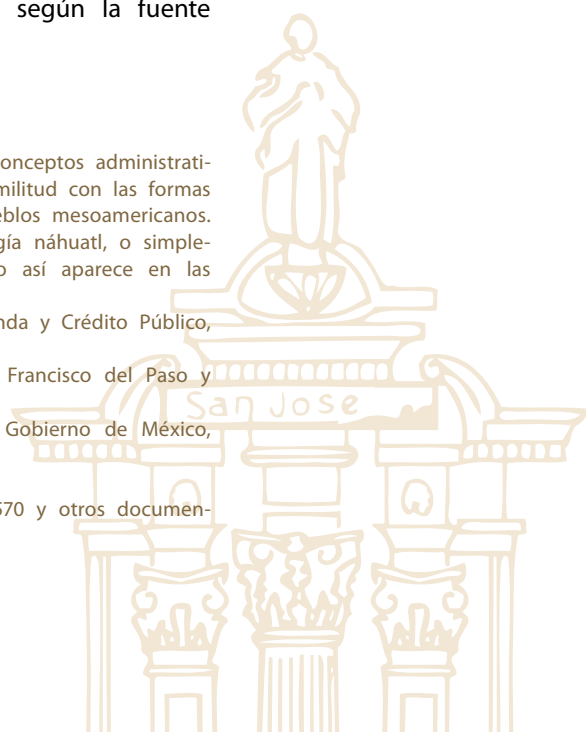 según la fuente
onceptos administrati-
militud con las formas
eblos mesoamericanos.
gía náhuatl, o simple-
o así aparece en las
nda y Crédito Público,
Francisco del Paso y
San Jose
Gobierno de México,
570 y otros documen-